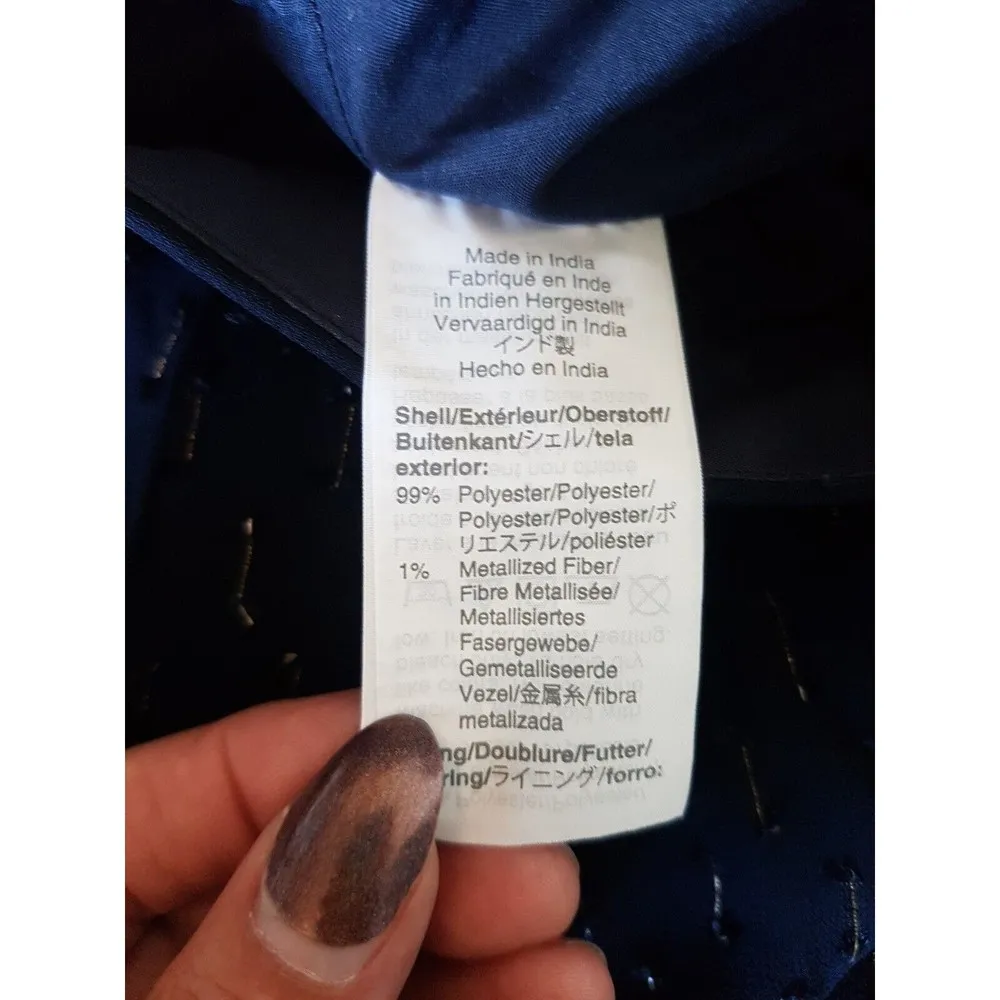 Made in India
Fabriqué en Inde
in Indien Hergestellt
Vervaardigd in India
インド製
Hecho en India
Shell/Extérieur/Oberstoff/
Buitenkant/シェル/tela
exterior:
99% Polyester/Polyester/
Polyester/Polyester/ポ
リエステル/poliéster
1% Metallized Fiber/
Fibre Metallisée/
Metallisiertes
Fasergewebe/
Gemetalliseerde
Vezel/金属糸/fibra
metalizada
ng/Doublure/Futter/
ring/ライニング/forro: